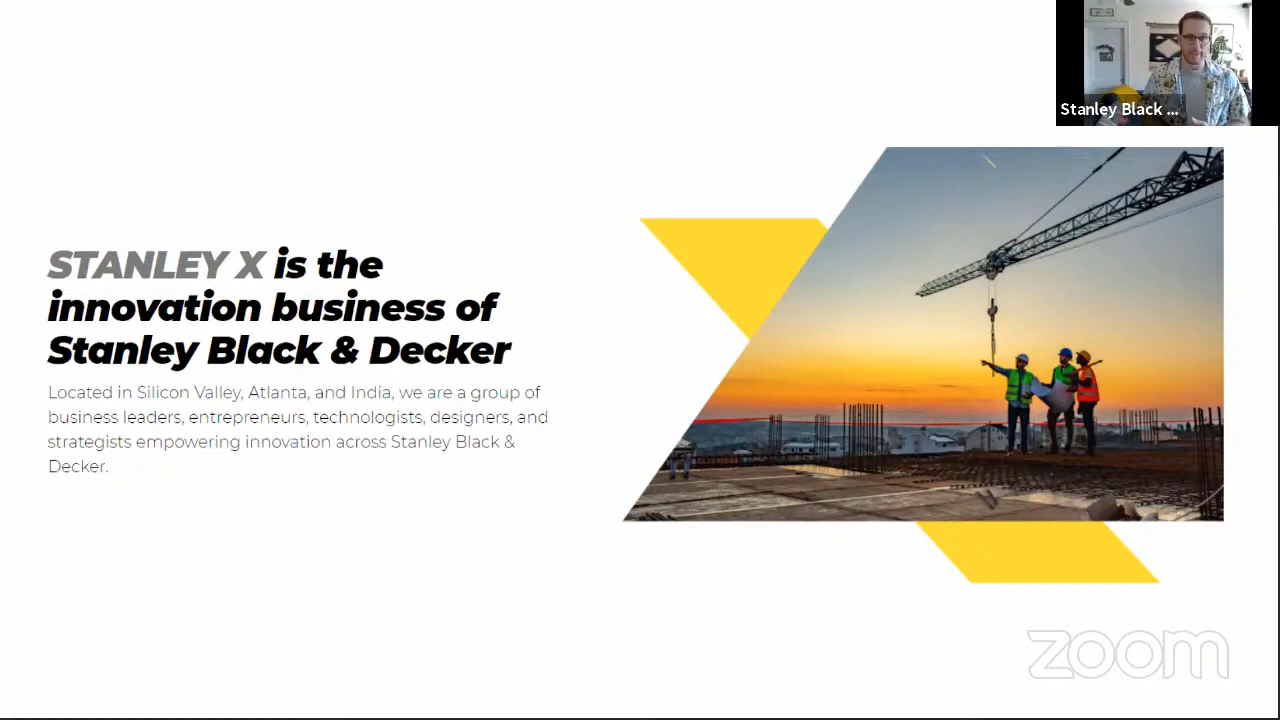 Stanley Black ...
STANLEY X is the
innovation business of
Stanley Black & Decker
Located in Silicon Valley, Atlanta, and India, we are a group of
business leaders, entrepreneurs, technologists, designers, and
strategists empowering innovation across Stanley Black &
Decker.
zoom